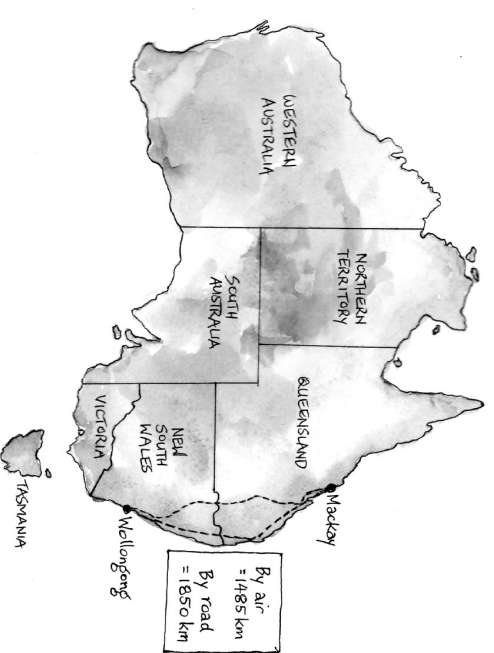 WESTERN
AUSTRALIA
NORTHERN
TERRITORY
SOUTH
AUSTRALIA
QUEENSLAND
NEW
SOUTH
WALES
VICTORIA
TASMANIA
Mackay
Wollongong
By air
= 1485 km
By road
= 1850 km